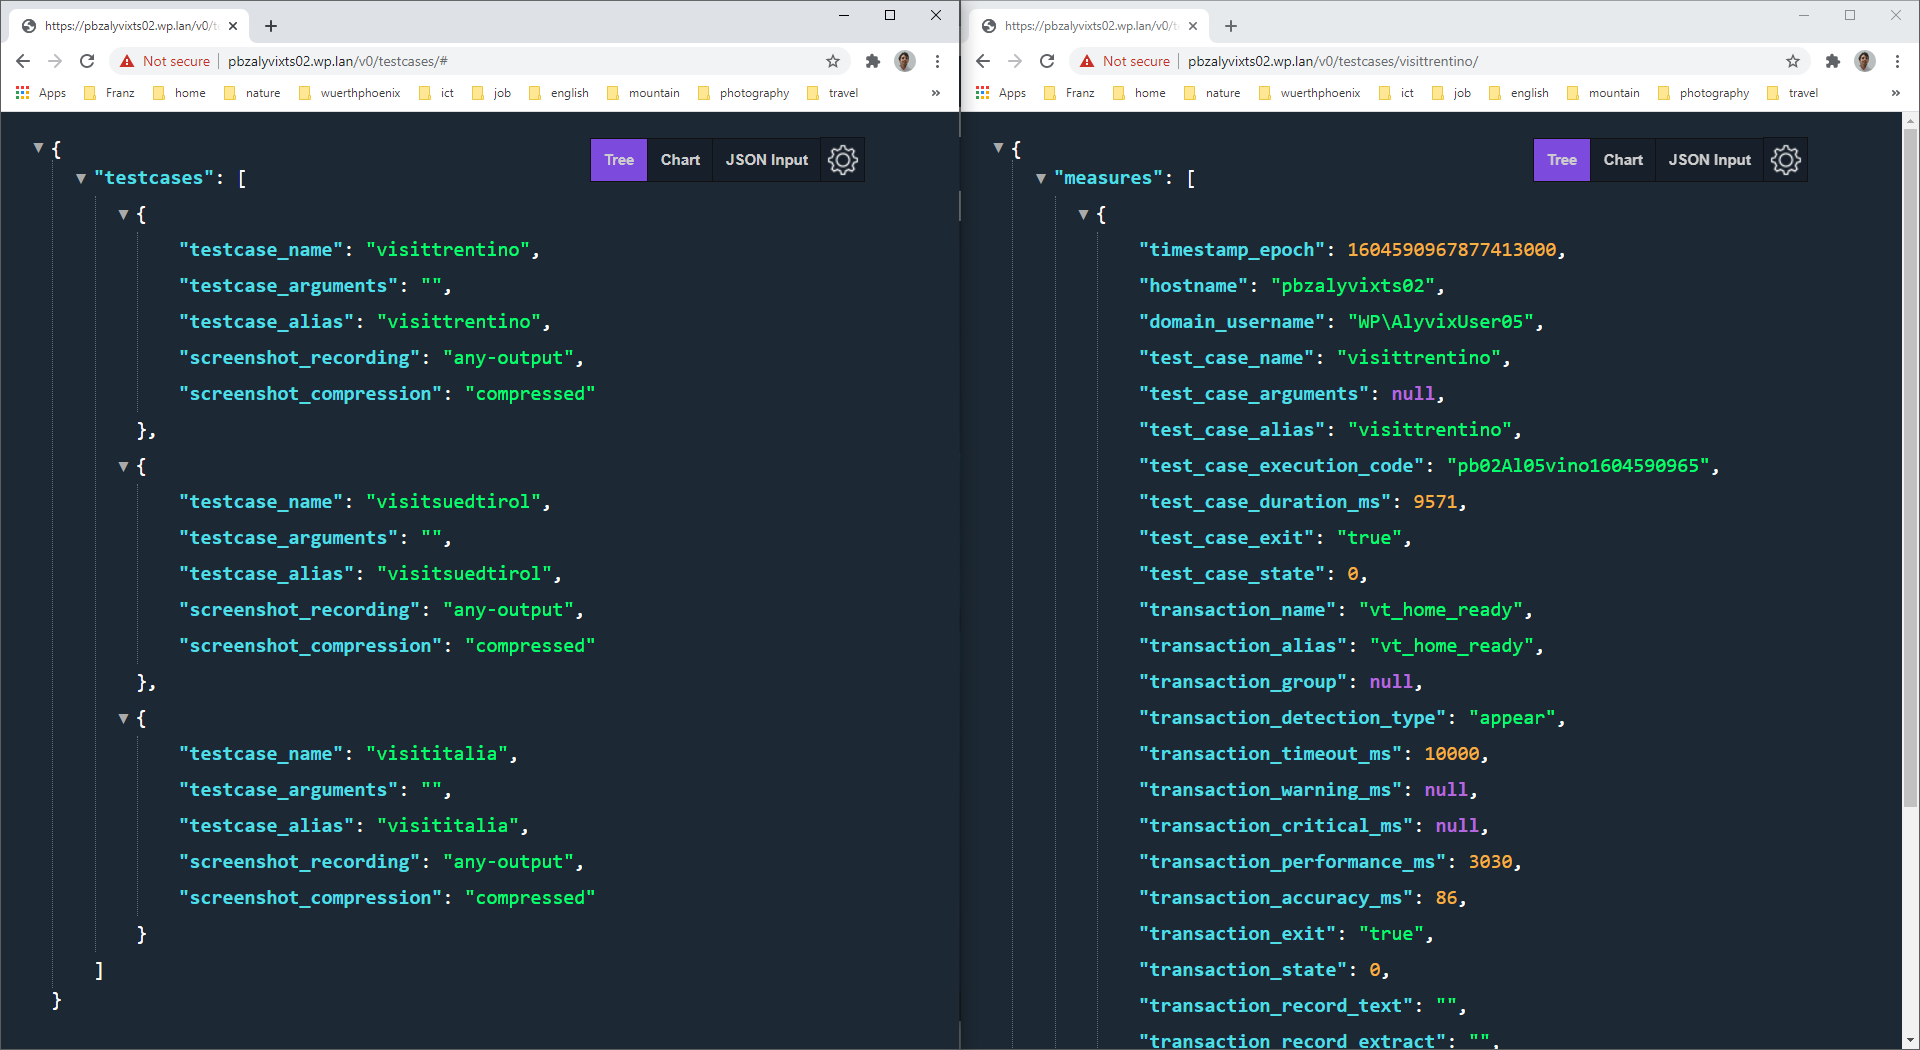 https://pbzalyvixts02.wp.lan/v0/t
Not secure
pbzalyvixts02.wp.lan/v0/testcases/#
Apps Franz home nature wuerthphoenix ict job english mountain photography travel »
Tree Chart JSON Input
{
"testcases": [
{
"testcase_name": "visittrentino",
"testcase_arguments": "",
"testcase_alias": "visittrentino",
"screenshot_recording": "any-output",
"screenshot_compression": "compressed"
},
{
"testcase_name": "visitsuedtirol",
"testcase_arguments": "",
"testcase_alias": "visitsuedtirol",
"screenshot_recording": "any-output",
"screenshot_compression": "compressed"
},
{
"testcase_name": "visititalia",
"testcase_arguments": "",
"testcase_alias": "visititalia",
"screenshot_recording": "any-output",
"screenshot_compression": "compressed"
}
]
}
https://pbzalyvixts02.wp.lan/v0/t
Not secure
pbzalyvixts02.wp.lan/v0/testcases/visittrentino/
Apps Franz home nature wuerthphoenix ict job english mountain photography travel »
Tree Chart JSON Input
{
"measures": [
{
"timestamp_epoch": 1604590967877413000,
"hostname": "pbzalyvixts02",
"domain_username": "WP\AlyvixUser05",
"test_case_name": "visittrentino",
"test_case_arguments": null,
"test_case_alias": "visittrentino",
"test_case_execution_code": "pb02Al05vino1604590965",
"test_case_duration_ms": 9571,
"test_case_exit": "true",
"test_case_state": 0,
"transaction_name": "vt_home_ready",
"transaction_alias": "vt_home_ready",
"transaction_group": null,
"transaction_detection_type": "appear",
"transaction_timeout_ms": 10000,
"transaction_warning_ms": null,
"transaction_critical_ms": null,
"transaction_performance_ms": 3030,
"transaction_accuracy_ms": 86,
"transaction_exit": "true",
"transaction_state": 0,
"transaction_record_text": "",
"transaction_record_extract": "",